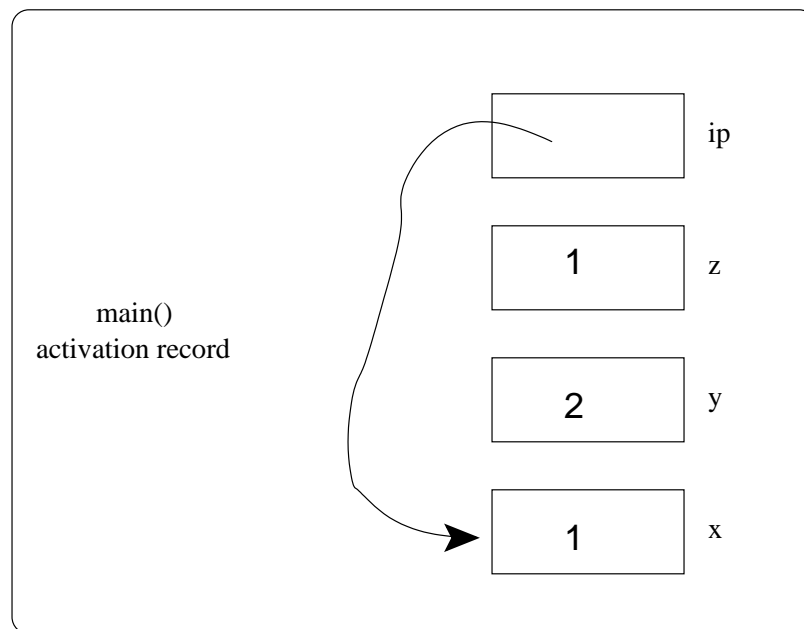 ip
1
z
main()
activation record
2
y
1
x